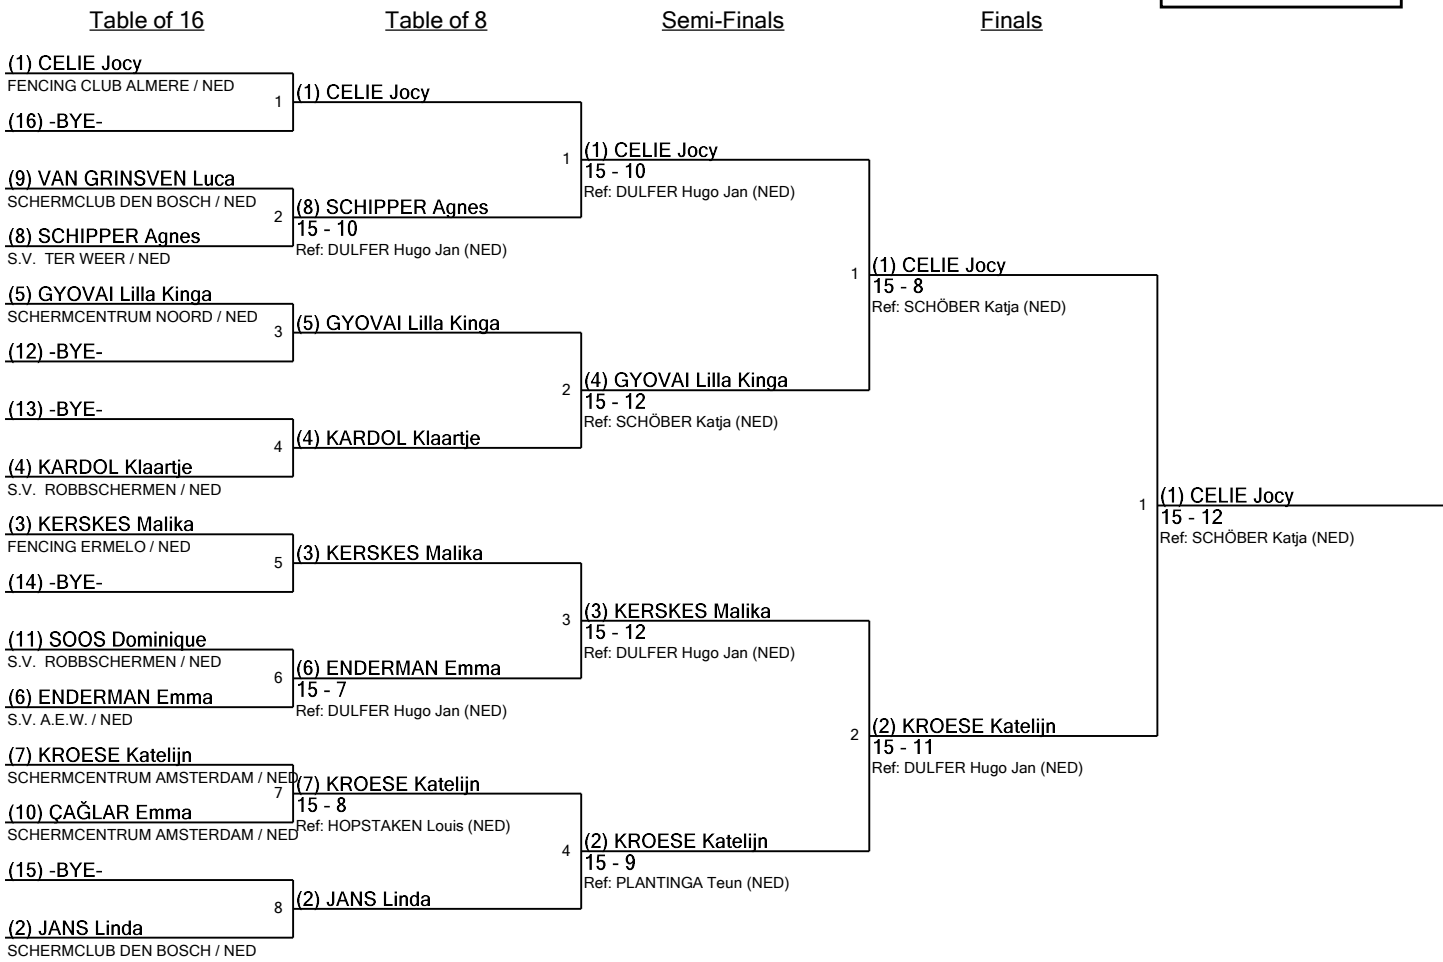 Table of 16
Table of 8
Semi-Finals
Finals
(1) CELIE Jocy
FENCING CLUB ALMERE / NED
1
(16) -BYE-
(9) VAN GRINSVEN Luca
SCHERMCLUB DEN BOSCH / NED
2
(8) SCHIPPER Agnes
S.V. TER WEER / NED
(5) GYOVAI Lilla Kinga
SCHERMCENTRUM NOORD / NED
3
(12) -BYE-
(13) -BYE-
4
(4) KARDOL Klaartje
S.V. ROBBSCHERMEN / NED
(3) KERSKES Malika
FENCING ERMELO / NED
5
(14) -BYE-
(11) SOOS Dominique
S.V. ROBBSCHERMEN / NED
6
(6) ENDERMAN Emma
S.V. A.E.W. / NED
(7) KROESE Katelijn
SCHERMCENTRUM AMSTERDAM / NED
7
(10) ÇAĞLAR Emma
SCHERMCENTRUM AMSTERDAM / NED
(15) -BYE-
8
(2) JANS Linda
SCHERMCLUB DEN BOSCH / NED
(1) CELIE Jocy
1
(8) SCHIPPER Agnes
15 - 10
Ref: DULFER Hugo Jan (NED)
(5) GYOVAI Lilla Kinga
2
(4) KARDOL Klaartje
(3) KERSKES Malika
3
(6) ENDERMAN Emma
15 - 7
Ref: DULFER Hugo Jan (NED)
(7) KROESE Katelijn
15 - 8
Ref: HOPSTAKEN Louis (NED)
4
(2) JANS Linda
(1) CELIE Jocy
15 - 10
Ref: DULFER Hugo Jan (NED)
1
(4) GYOVAI Lilla Kinga
15 - 12
Ref: SCHÖBER Katja (NED)
(3) KERSKES Malika
15 - 12
Ref: DULFER Hugo Jan (NED)
2
(2) KROESE Katelijn
15 - 9
Ref: PLANTINGA Teun (NED)
(1) CELIE Jocy
15 - 8
Ref: SCHÖBER Katja (NED)
1
(2) KROESE Katelijn
15 - 11
Ref: DULFER Hugo Jan (NED)
(1) CELIE Jocy
15 - 12
Ref: SCHÖBER Katja (NED)